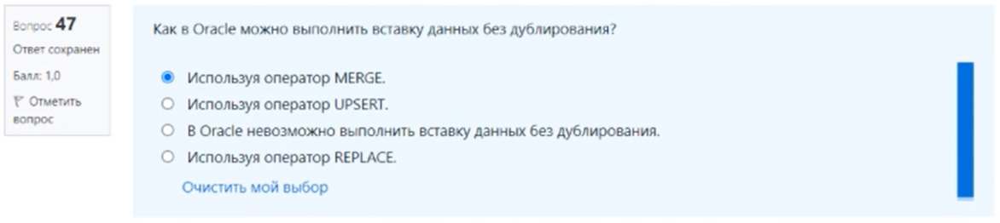 Вопрос 47
Ответ сохранен
Балл: 1,0
Отметить
вопрос
Как в Oracle можно выполнить вставку данных без дублирования?
Используя оператор MERGE.
Используя оператор UPSERT.
В Oracle невозможно выполнить вставку данных без дублирования.
Используя оператор REPLACE.
Очистить мой выбор